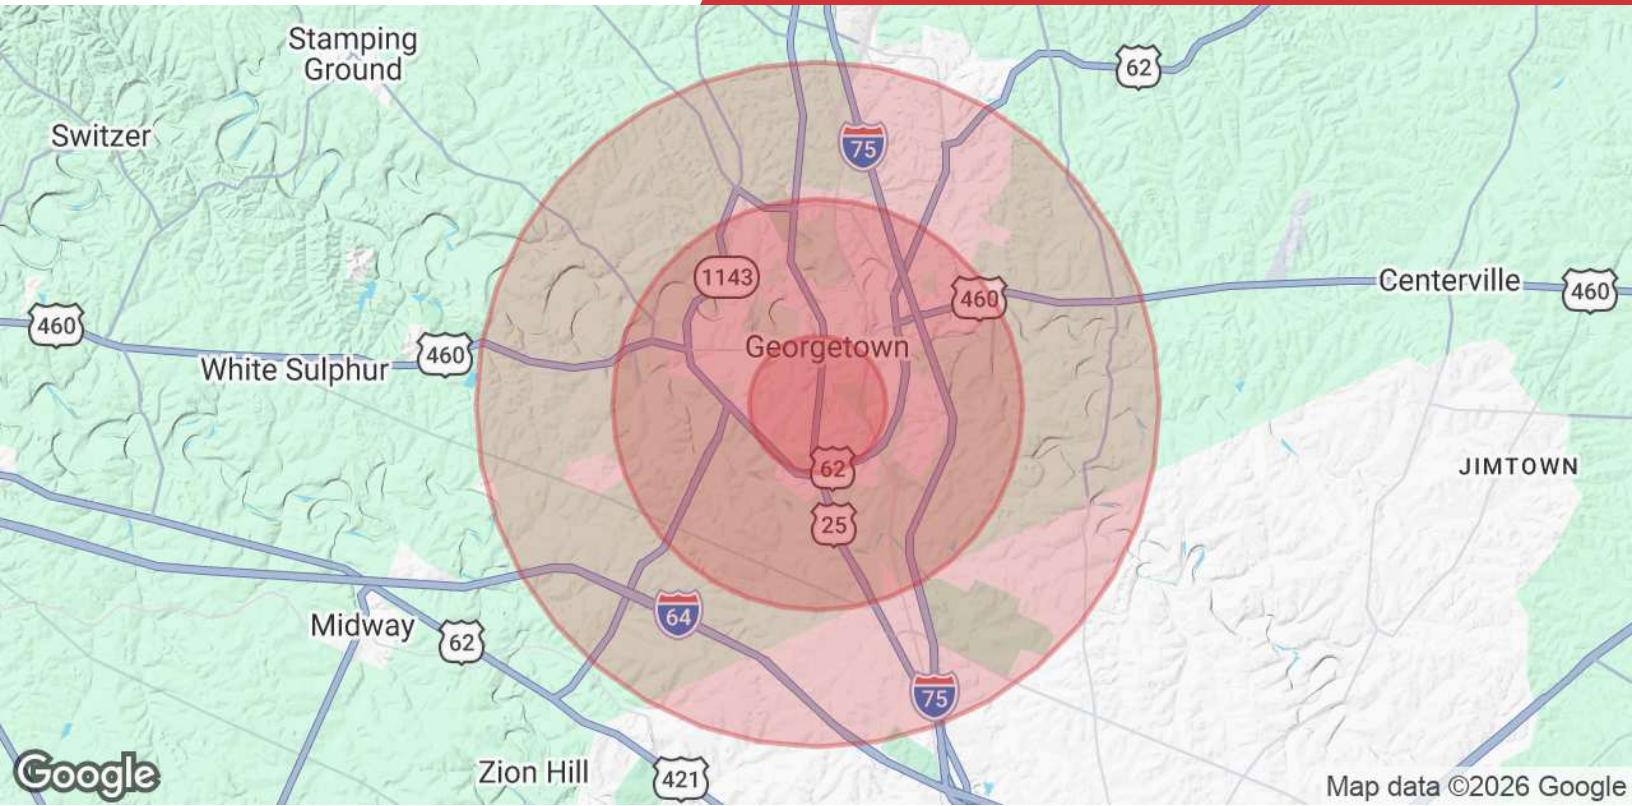 Stamping
Ground
62
Switzer
75
1143
460
Centerville
460
460
Georgetown
460
White Sulphur
62
JIMTOWN
25
64
Midway
62
75
Zion Hill
421
Google
Map data ©2026 Google